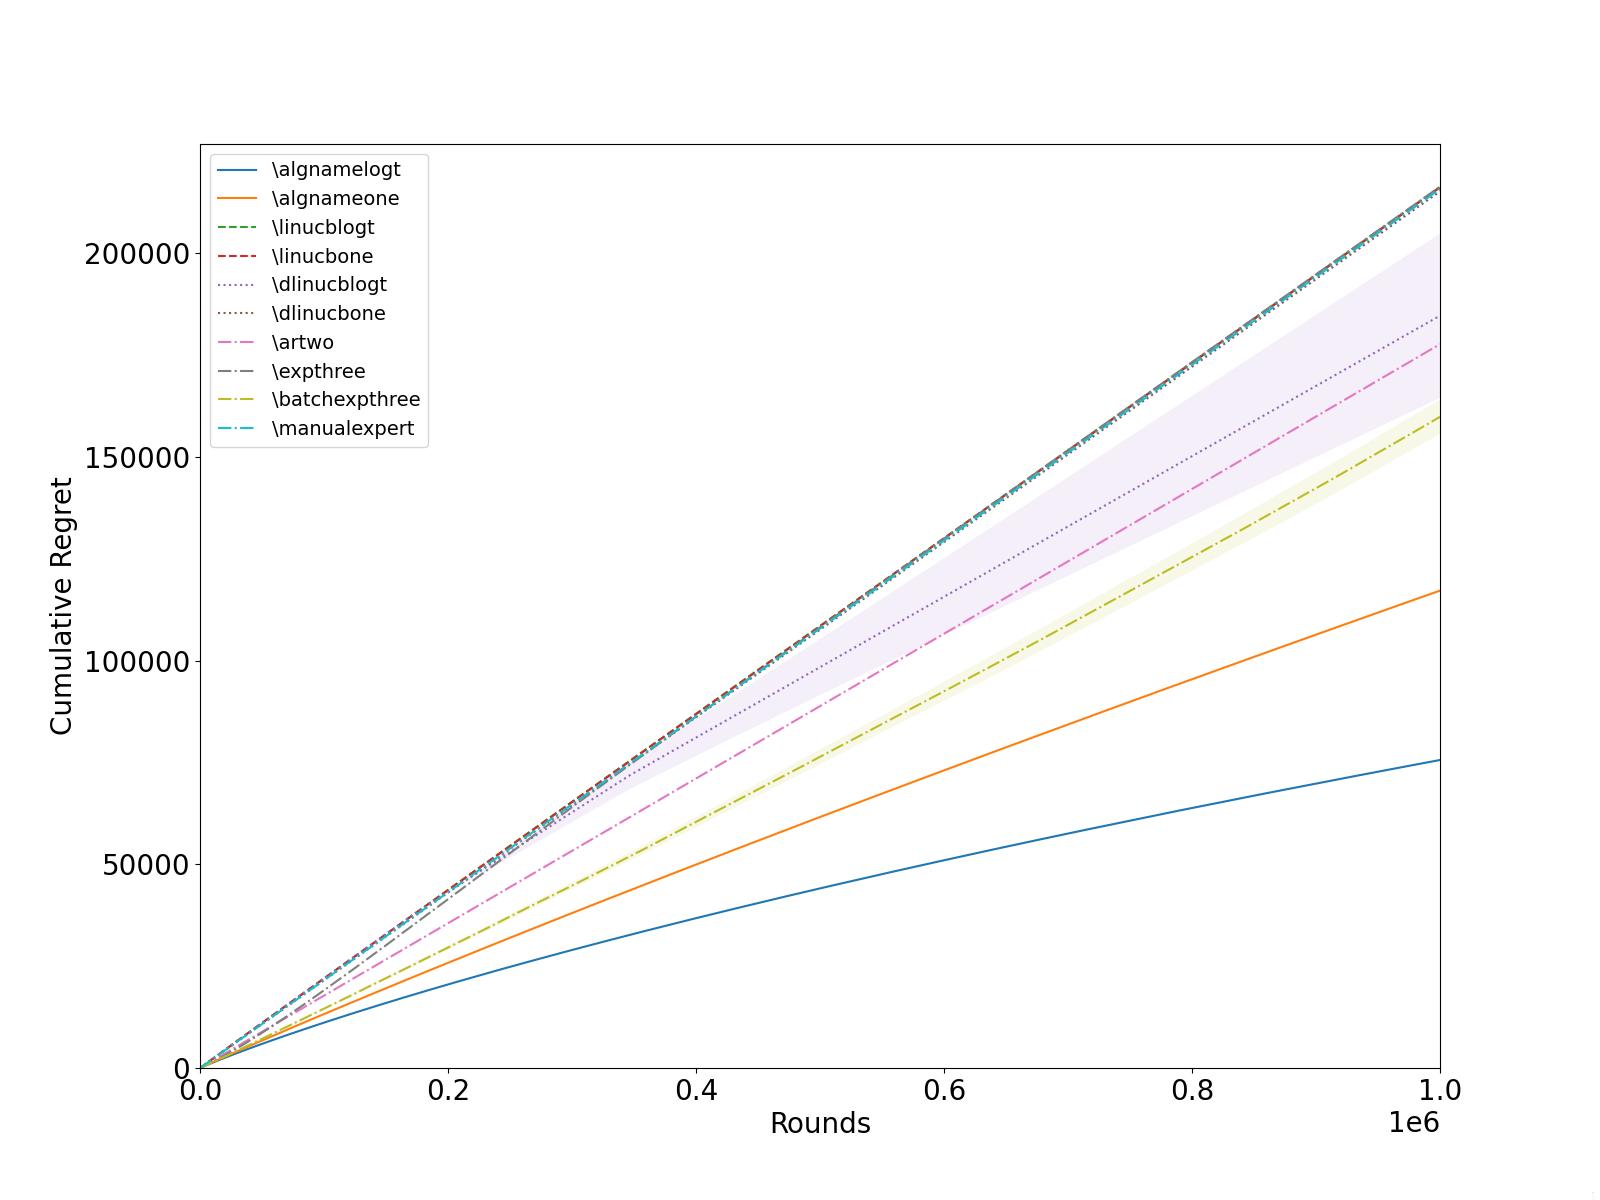 \algnamelogt
\algnameone
\linucblogt
\linucbone
\dlinucblogt
\dlinucbone
\artwo
\expthree
\batchexpthree
\manualexpert
Cumulative Regret
200000
150000
100000
50000
0
0.0 0.2 0.4 0.6 0.8 1.0
Rounds
1e6